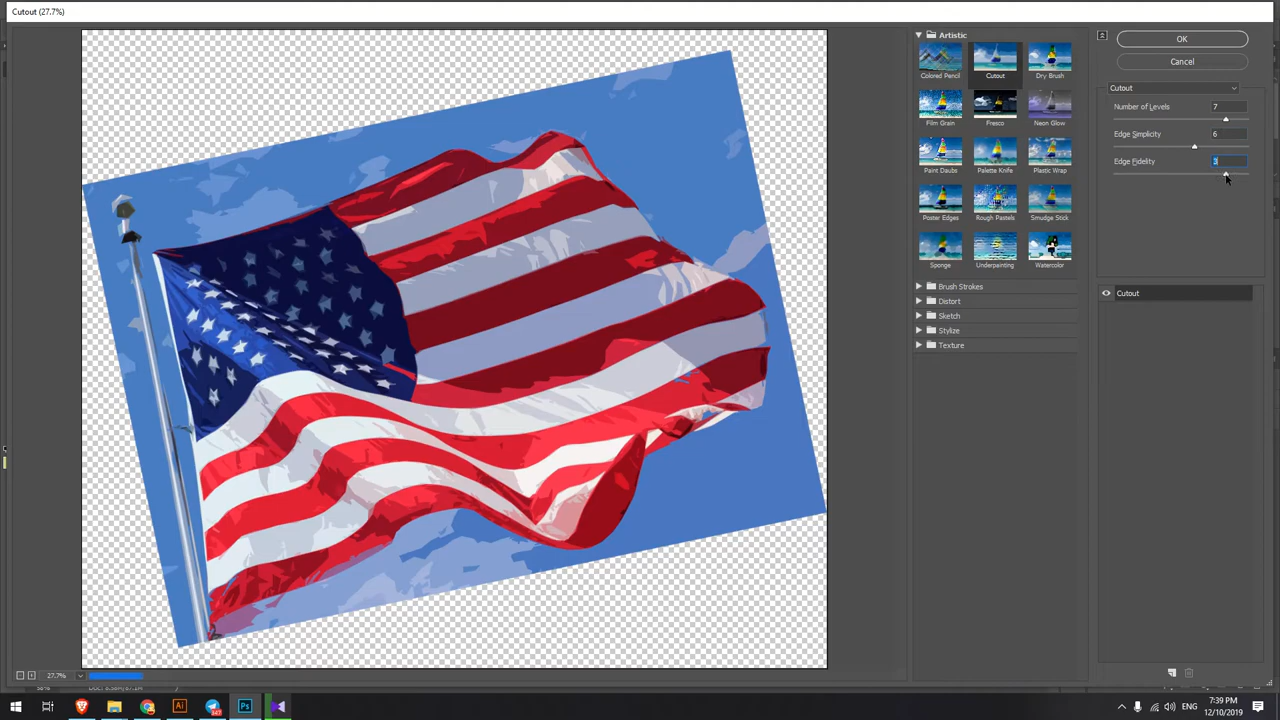 Cutout (27.7%)
Artistic
Colored Pencil
Cutout
Dry Brush
Film Grain
Fresco
Neon Glow
Paint Daubs
Palette Knife
Plastic Wrap
Poster Edges
Rough Pastels
Smudge Stick
Sponge
Underpainting
Watercolor
Brush Strokes
Distort
Sketch
Stylize
Texture
OK
Cancel
Cutout
Number of Levels 7
Edge Simplicity 6
Edge Fidelity 3
Cutout
27.7%
Ai
347
Ps
ENG
7:39 PM
12/10/2019